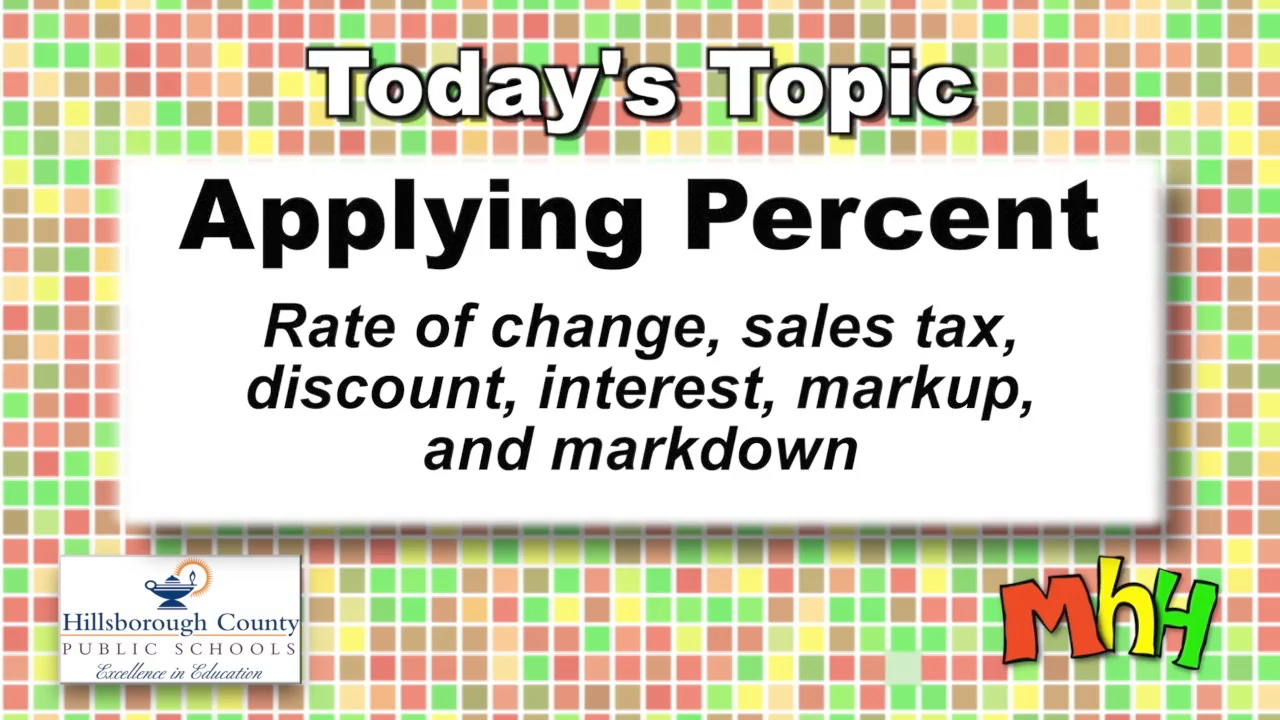 Today's Topic
Applying Percent
Rate of change, sales tax,
discount, interest, markup,
and markdown
Hillsborough County
PUBLIC SCHOOLS
Excellence in Education
MhH